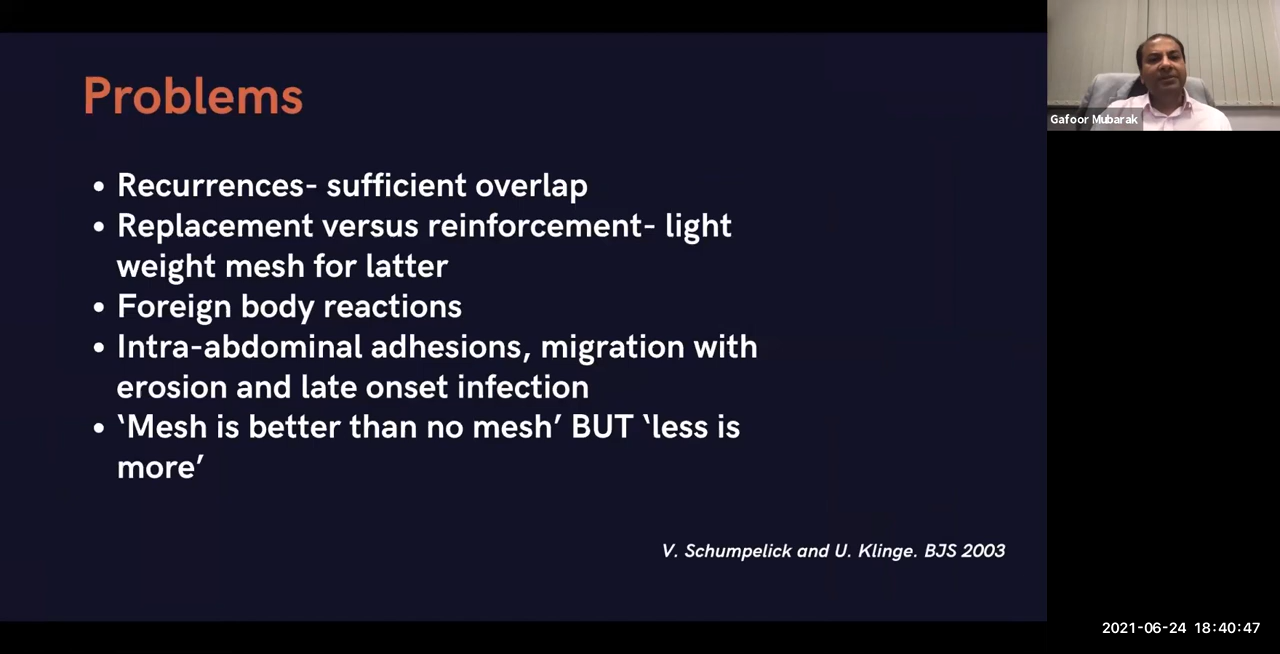 Problems
• Recurrences- sufficient overlap
• Replacement versus reinforcement- light
weight mesh for latter
• Foreign body reactions
• Intra-abdominal adhesions, migration with
erosion and late onset infection
• ‘Mesh is better than no mesh’ BUT ‘less is
more’
V. Schumpelick and U. Klinge. BJS 2003
Gafoor Mubarak
2021-06-24 18:40:47